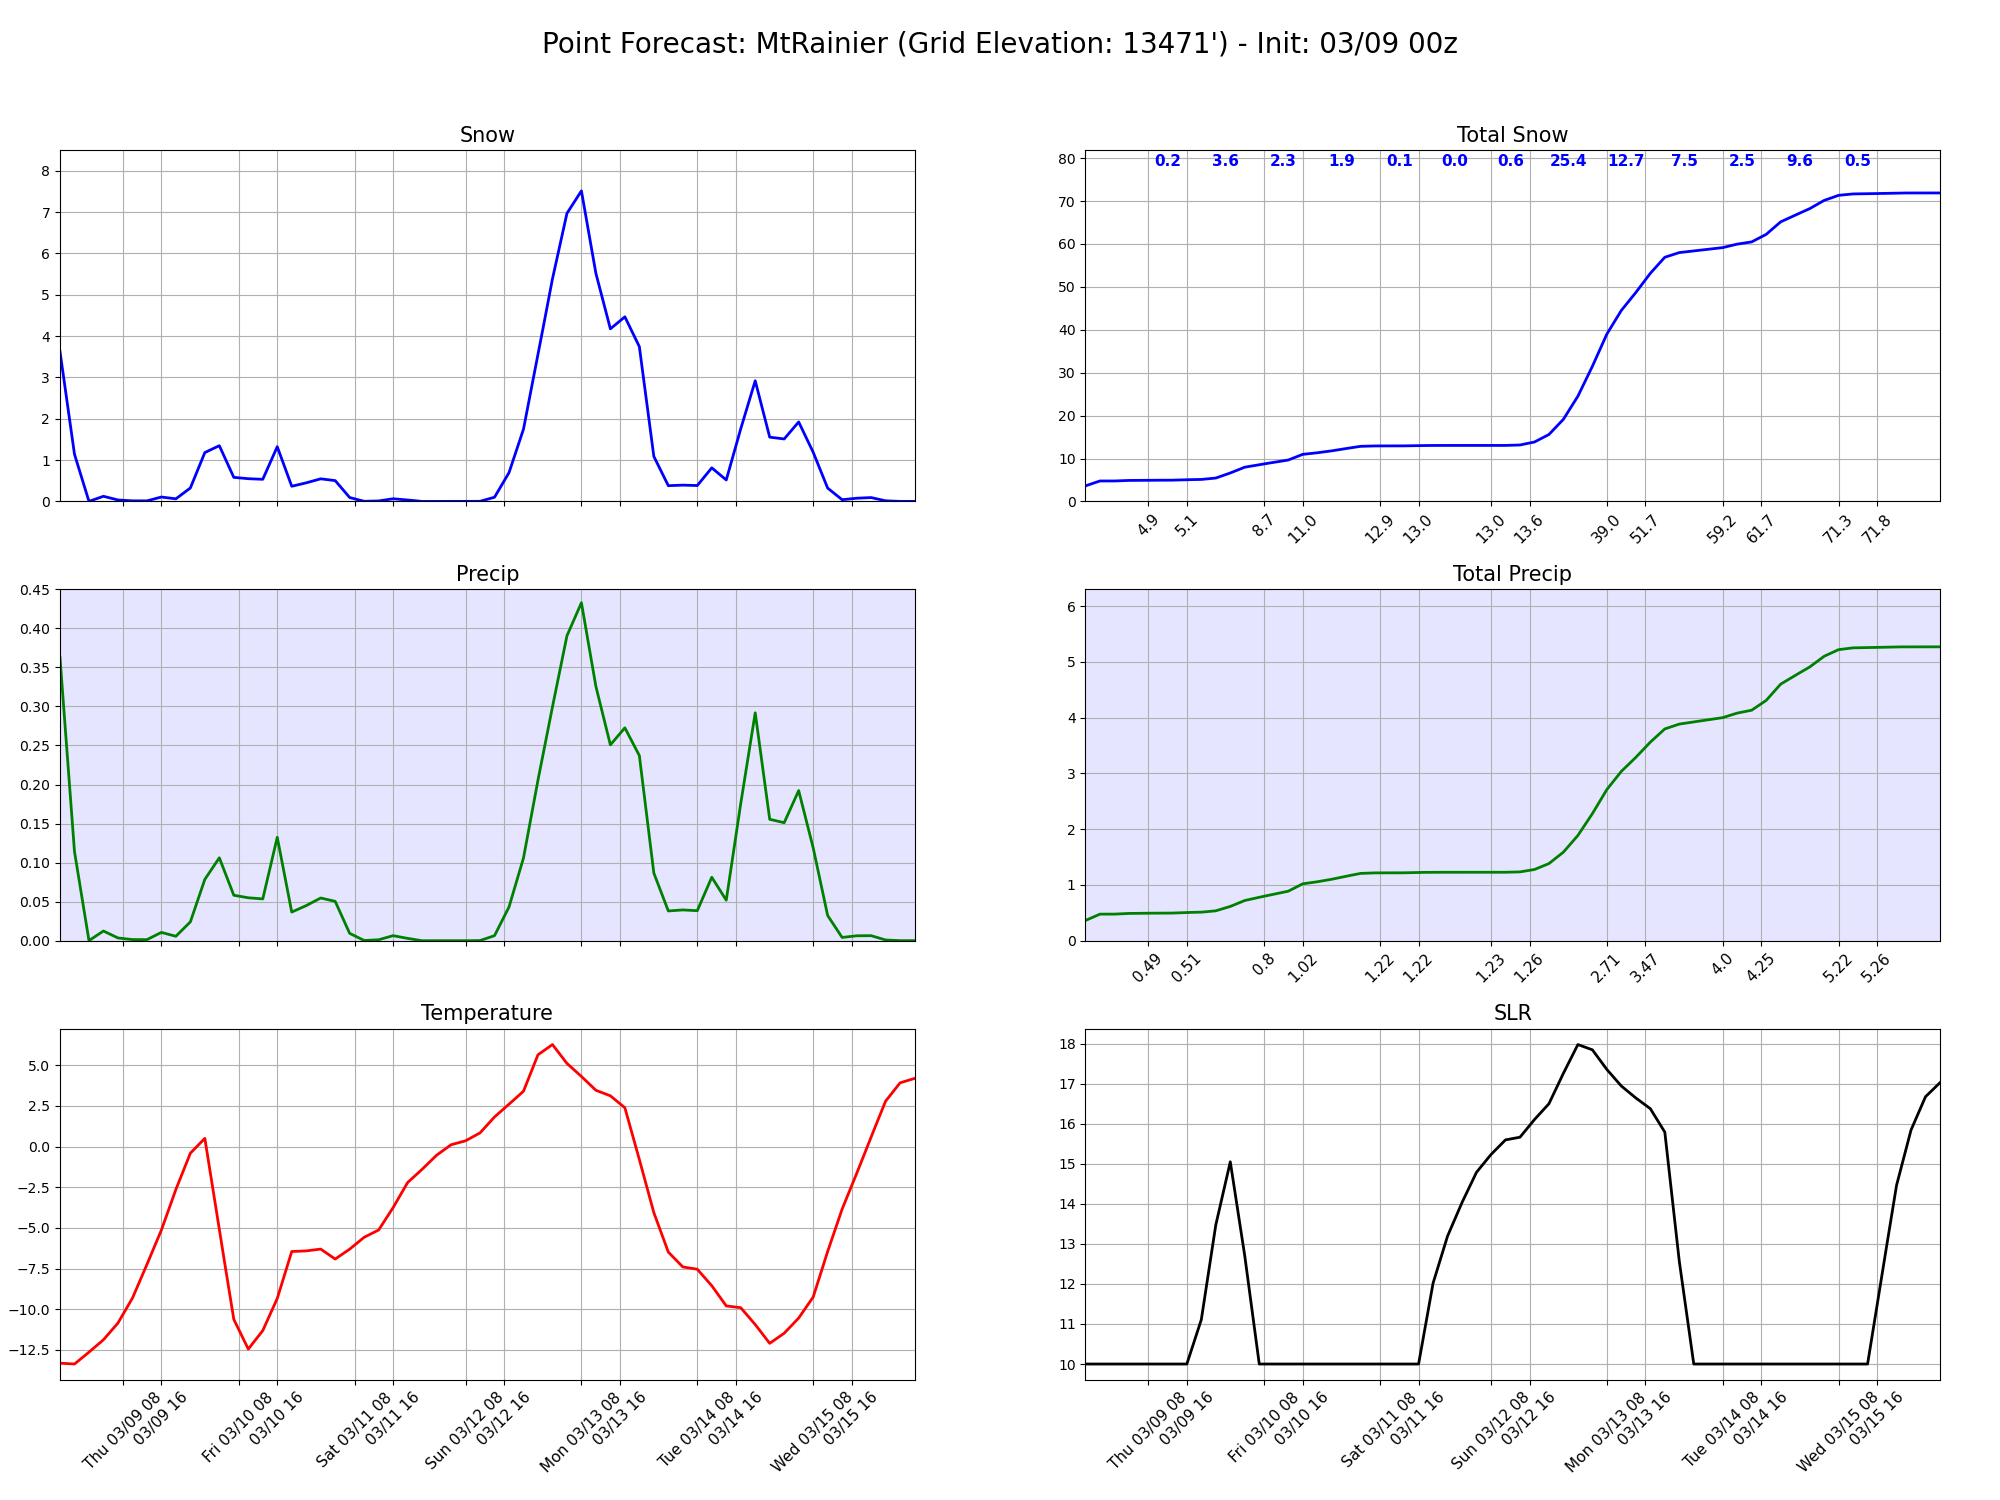 Point Forecast: MtRainier (Grid Elevation: 13471') - Init: 03/09 00z
Snow
8
7
6
5
4
3
2
1
0
Total Snow
0.2 3.6 2.3 1.9 0.1 0.0 0.6 25.4 12.7 7.5 2.5 9.6 0.5
80
70
60
50
40
30
20
10
0
4.9 5.1 8.7 11.0 12.9 13.0 13.0 13.6 39.0 51.7 59.2 61.7 71.3 71.8
Precip
0.45
0.40
0.35
0.30
0.25
0.20
0.15
0.10
0.05
0.00
Total Precip
6
5
4
3
2
1
0
0.49 0.51 0.8 1.02 1.22 1.22 1.23 1.26 2.71 3.47 4.0 4.25 5.22 5.26
Temperature
5.0
2.5
0.0
−2.5
−5.0
−7.5
−10.0
−12.5
Thu 03/09 08
03/09 16
Fri 03/10 08
03/10 16
Sat 03/11 08
03/11 16
Sun 03/12 08
03/12 16
Mon 03/13 08
03/13 16
Tue 03/14 08
03/14 16
Wed 03/15 08
03/15 16
SLR
18
17
16
15
14
13
12
11
10
Thu 03/09 08
03/09 16
Fri 03/10 08
03/10 16
Sat 03/11 08
03/11 16
Sun 03/12 08
03/12 16
Mon 03/13 08
03/13 16
Tue 03/14 08
03/14 16
Wed 03/15 08
03/15 16